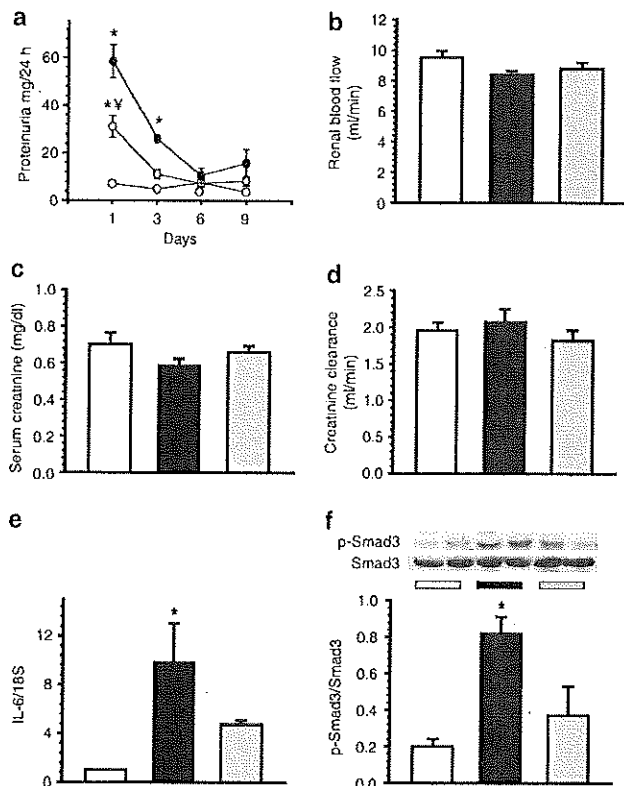 a
Proteinuria mg/24 h
60
40
20
0
*
*¥
*
1 3 6 9
Days
b
Renal blood flow
(ml/min)
12
10
8
6
4
2
0
c
Serum creatinine (mg/dl)
1.0
0.8
0.6
0.4
0.2
0.0
d
Creatinine clearance
(ml/min)
2.5
2.0
1.5
1.0
0.5
0.0
e
IL-6/18S
12
8
4
0
*
f
p-Smad3
Smad3
p-Smad3/Smad3
1.0
0.8
0.6
0.4
0.2
0.0
*